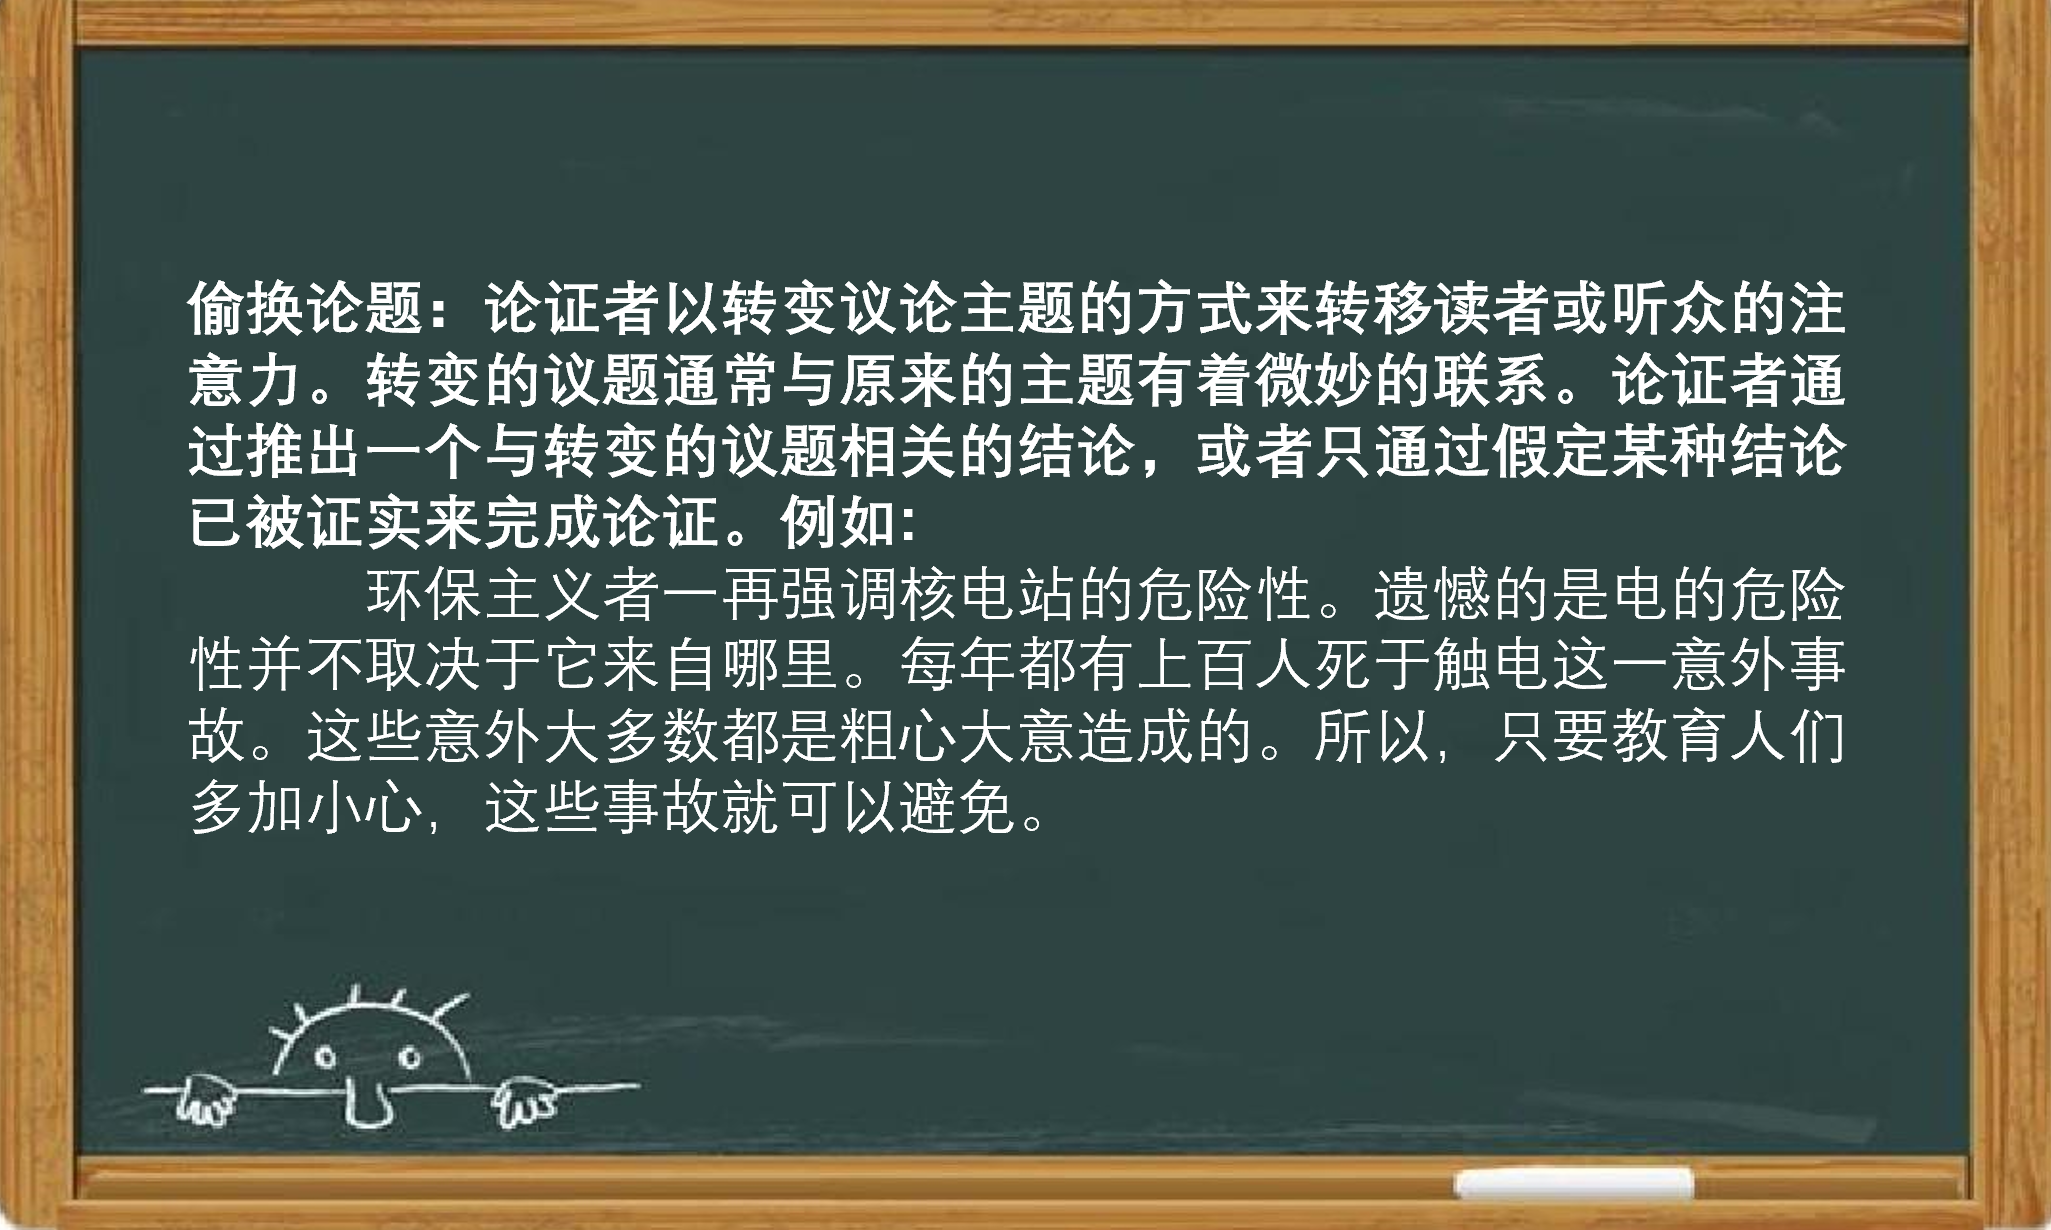 偷换论题：论证者以转变议论主题的方式来转移读者或听众的注
意力。转变的议题通常与原来的主题有着微妙的联系。论证者通
过推出一个与转变的议题相关的结论，或者只通过假定某种结论
已被证实来完成论证。例如:
环保主义者一再强调核电站的危险性。遗憾的是电的危险
性并不取决于它来自哪里。每年都有上百人死于触电这一意外事
故。这些意外大多数都是粗心大意造成的。所以，只要教育人们
多加小心，这些事故就可以避免。